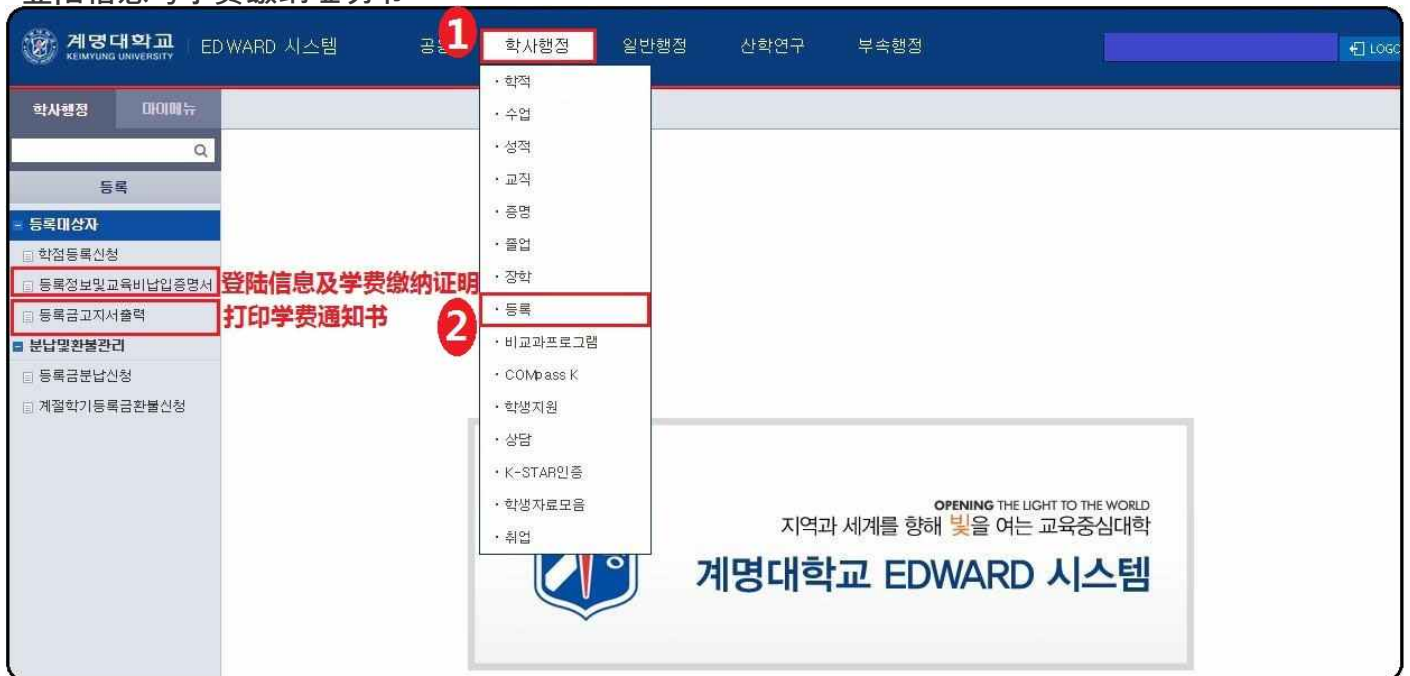 계명대학교
KEIMYUNG UNIVERSITY
EDWARD 시스템
1
학사행정
일반행정
산학연구
부속행정
학사행정
마이메뉴
등록
등록대상자
학점등록신청
등록정보및교육비납입증명서
登陆信息及学费缴纳证明
등록금고지서출력
打印学费通知书
분납및환불관리
등록금분납신청
계절학기등록금환불신청
· 학적
· 수업
· 성적
· 교직
· 증명
· 졸업
· 장학
2
· 등록
· 비교과프로그램
· COMpass K
· 학생지원
· 상담
· K-STAR인증
· 학생자료모음
· 취업
OPENING THE LIGHT TO THE WORLD
지역과 세계를 향해 빛을 여는 교육중심대학
계명대학교 EDWARD 시스템